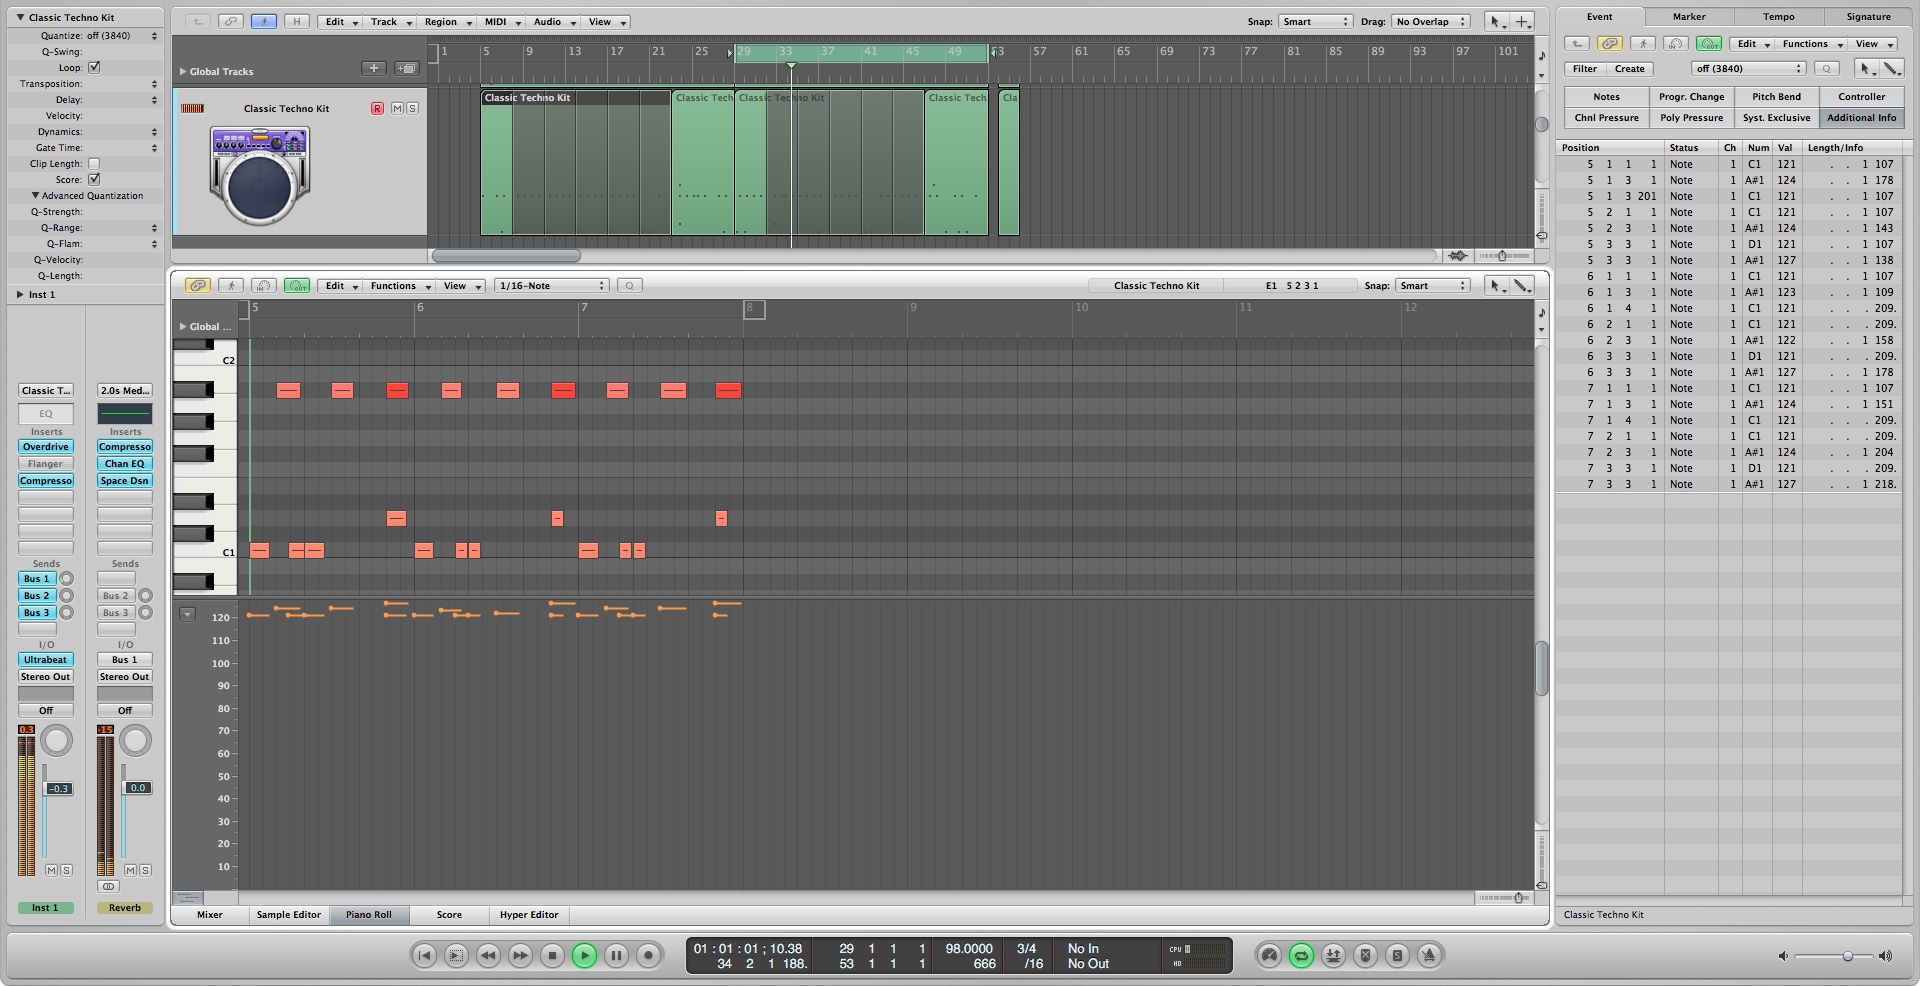 Classic Techno Kit
Quantize: off (3840)
Q-Swing:
Loop:
Transposition:
Delay:
Velocity:
Dynamics:
Gate Time:
Clip Length:
Score:
Advanced Quantization
Q-Strength:
Q-Range:
Q-Flam:
Q-Velocity:
Q-Length:
Inst 1
Classic T... 2.0s Med...
EQ
Inserts Inserts
Overdrive Compresso
Flanger Chan EQ
Compresso Space Dsn
Sends Sends
Bus 1
Bus 2 Bus 2
Bus 3 Bus 3
I/O I/O
Ultrabeat Bus 1
Stereo Out Stereo Out
Off Off
0.3 -15
-0.3 0.0
M S M S
Inst 1 Reverb
H Edit Track Region MIDI Audio View Snap: Smart Drag: No Overlap
1 5 9 13 17 21 25 29 33 37 41 45 49 53 57 61 65 69 73 77 81 85 89 93 97 101
Global Tracks
Classic Techno Kit R M S
Classic Techno Kit Classic Tech Classic Techno Kit Classic Tech Cla
Edit Functions View 1/16-Note Q Classic Techno Kit E1 5 2 3 1 Snap: Smart
5 6 7 8 9 10 11 12
Global ...
C2
C1
120
110
100
90
80
70
60
50
40
30
20
10
Mixer Sample Editor Piano Roll Score Hyper Editor
Event Marker Tempo Signature
IN OUT Edit Functions View
Filter Create off (3840) Q
Notes Progr. Change Pitch Bend Controller
Chnl Pressure Poly Pressure Syst. Exclusive Additional Info
Position Status Ch Num Val Length/Info
5 1 1 1 Note 1 C1 121 . . 1 107
5 1 3 1 Note 1 A#1 124 . . 1 178
5 1 3 201 Note 1 C1 121 . . 1 107
5 2 1 1 Note 1 C1 121 . . 1 107
5 2 3 1 Note 1 A#1 124 . . 1 143
5 3 3 1 Note 1 D1 121 . . 1 107
5 3 3 1 Note 1 A#1 127 . . 1 138
6 1 1 1 Note 1 C1 121 . . 1 107
6 1 3 1 Note 1 A#1 123 . . 1 109
6 1 4 1 Note 1 C1 121 . . . 209.
6 2 1 1 Note 1 C1 121 . . . 209.
6 2 3 1 Note 1 A#1 122 . . 1 158
6 3 3 1 Note 1 D1 121 . . . 209.
6 3 3 1 Note 1 A#1 127 . . 1 178
7 1 1 1 Note 1 C1 121 . . 1 107
7 1 3 1 Note 1 A#1 124 . . 1 151
7 1 4 1 Note 1 C1 121 . . . 209.
7 2 1 1 Note 1 C1 121 . . . 209.
7 2 3 1 Note 1 A#1 124 . . 1 204
7 3 3 1 Note 1 D1 121 . . . 209.
7 3 3 1 Note 1 A#1 127 . . 1 218.
Classic Techno Kit
01 : 01 : 01 ; 10.38 29 1 1 1 98.0000 3/4 No In CPU
34 2 1 188. 53 1 1 1 666 /16 No Out HD
S